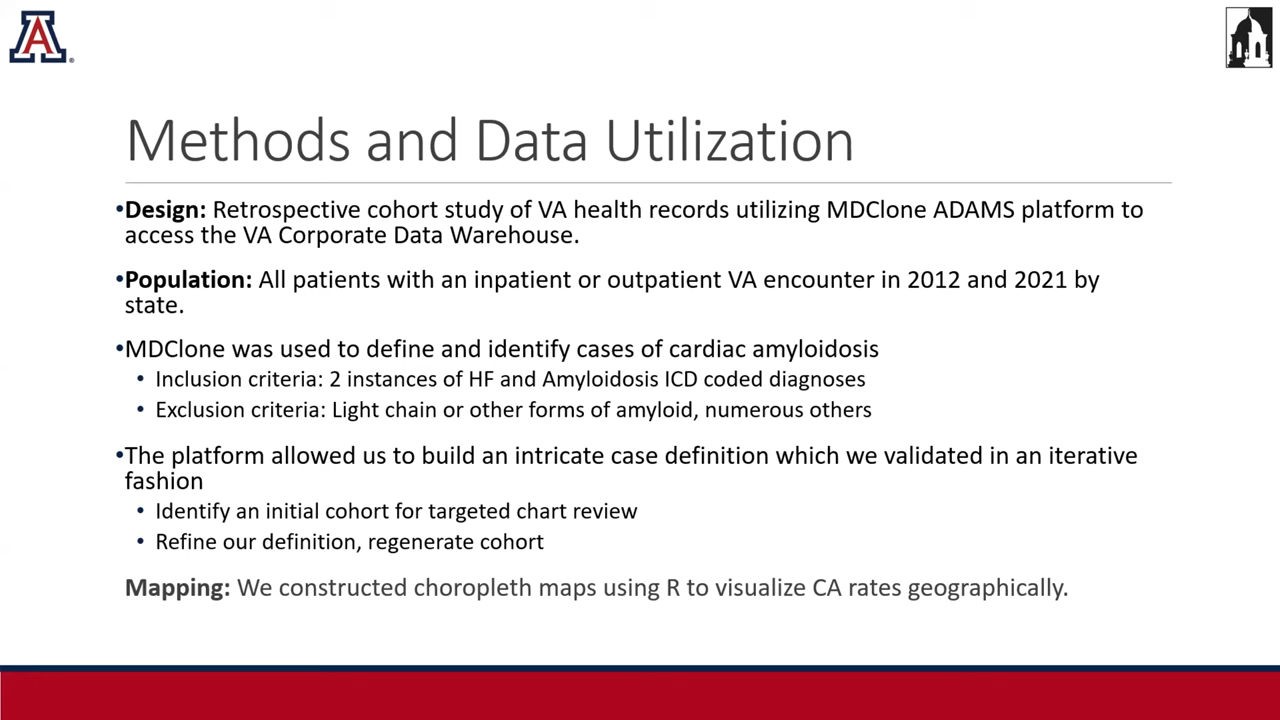 A
Methods and Data Utilization
•Design: Retrospective cohort study of VA health records utilizing MDClone ADAMS platform to
access the VA Corporate Data Warehouse.
•Population: All patients with an inpatient or outpatient VA encounter in 2012 and 2021 by
state.
•MDClone was used to define and identify cases of cardiac amyloidosis
• Inclusion criteria: 2 instances of HF and Amyloidosis ICD coded diagnoses
• Exclusion criteria: Light chain or other forms of amyloid, numerous others
•The platform allowed us to build an intricate case definition which we validated in an iterative
fashion
• Identify an initial cohort for targeted chart review
• Refine our definition, regenerate cohort
Mapping: We constructed choropleth maps using R to visualize CA rates geographically.